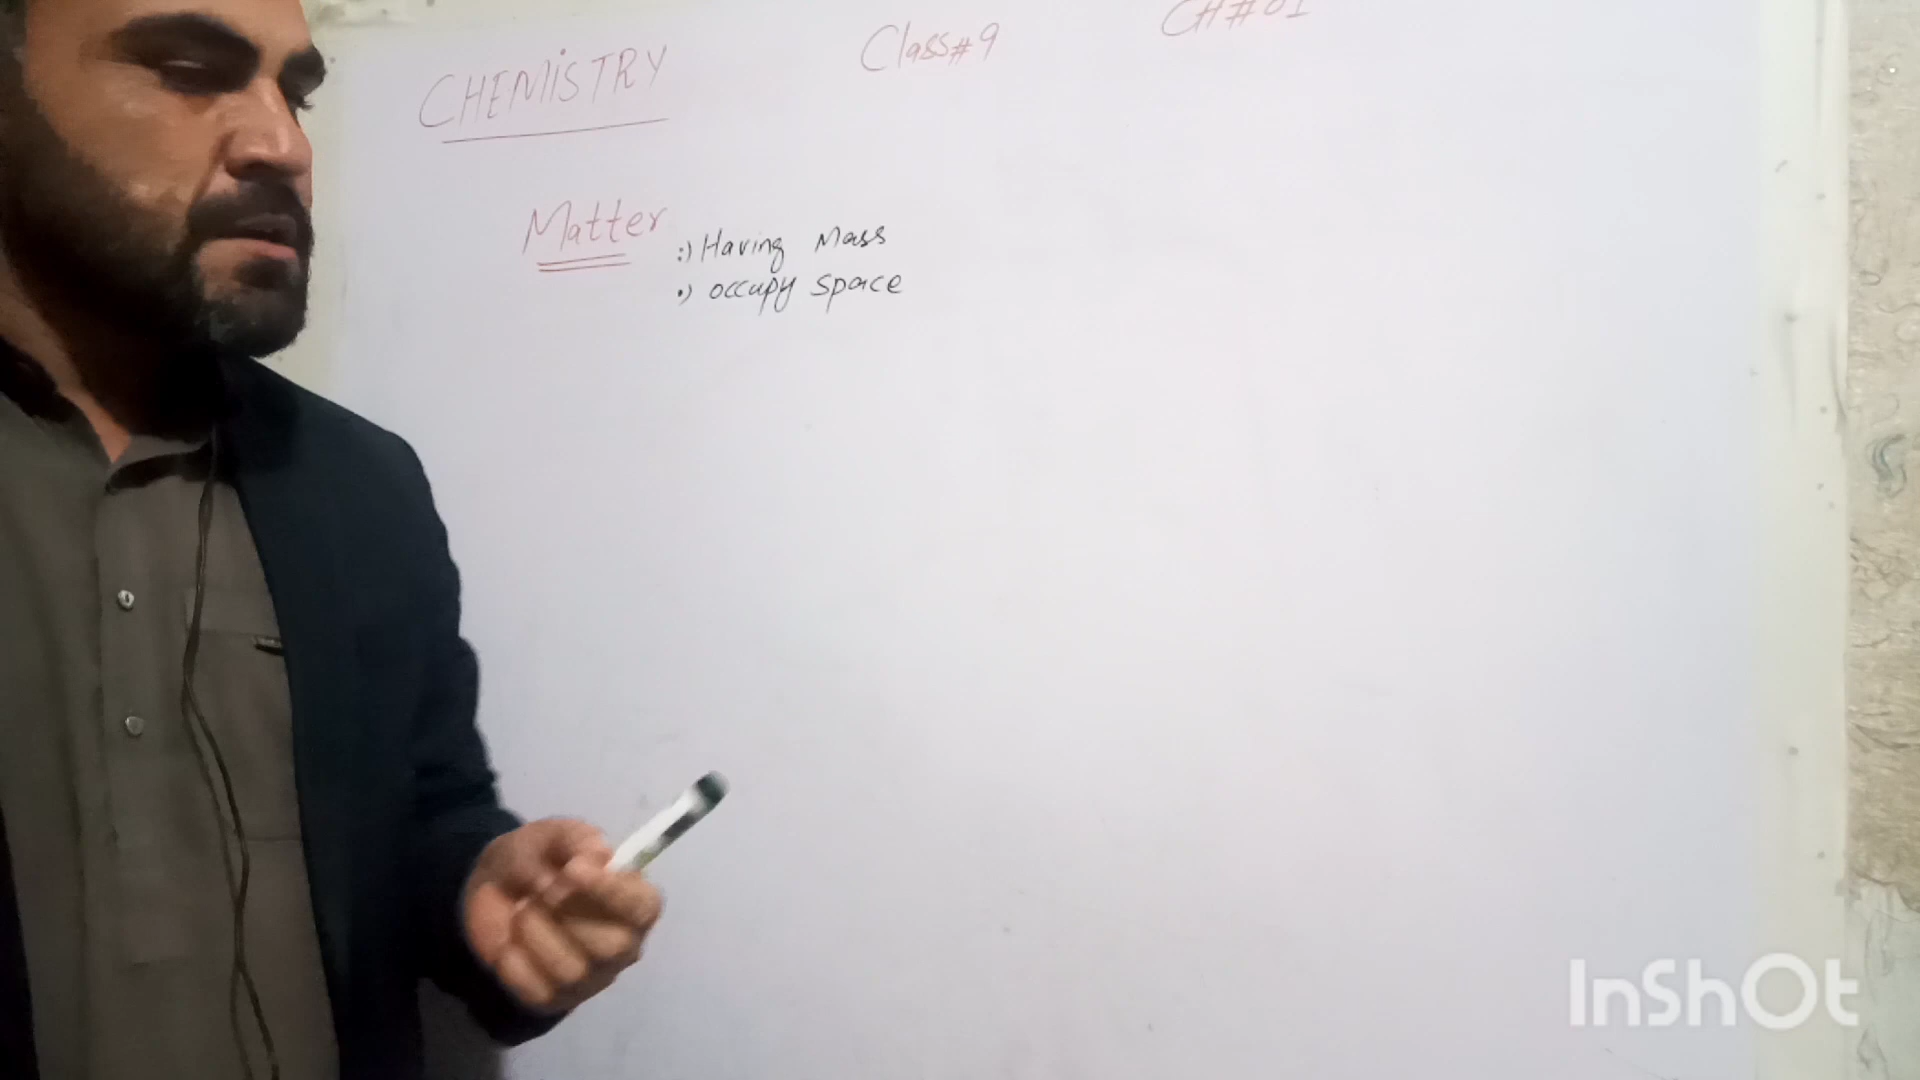 CHEMISTRY Class#9 CH#01
Matter
:) Having Mass
•) occupy space
InShOt